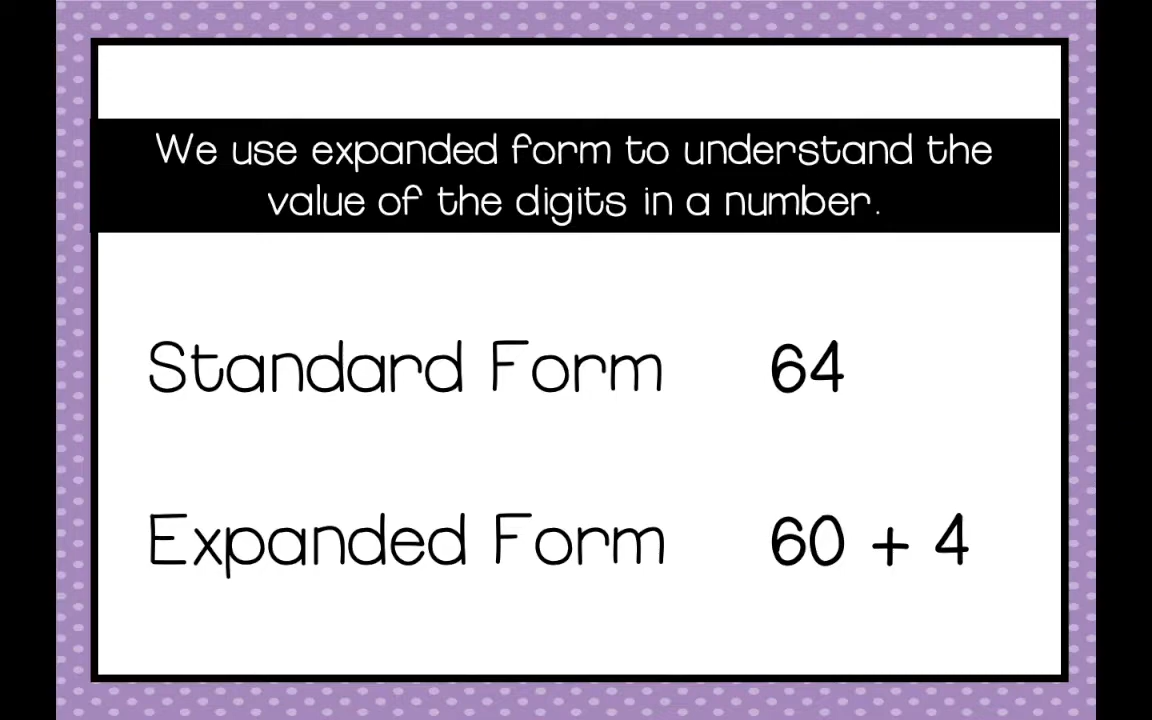 We use expanded form to understand the
value of the digits in a number.
Standard Form 64
Expanded Form 60 + 4